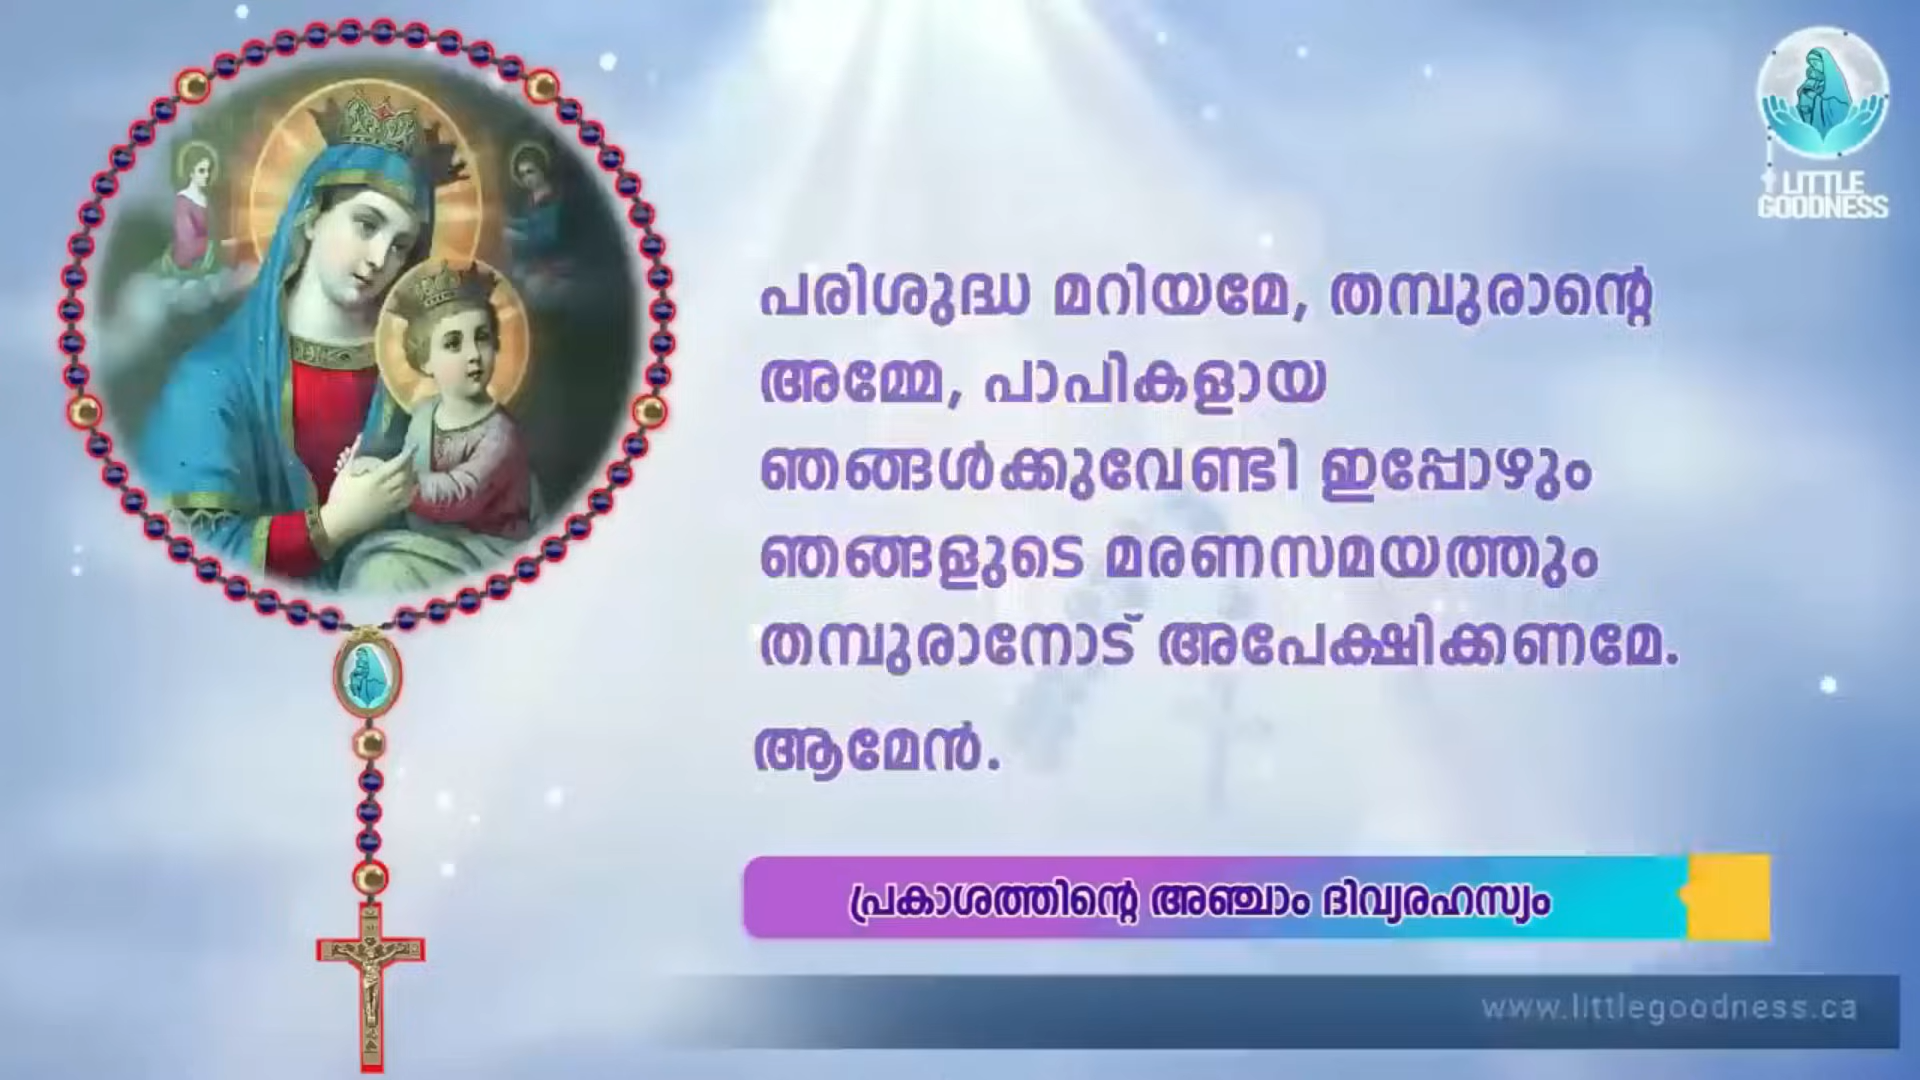 LITTLE
GOODNESS
പരിശുദ്ധ മറിയമേ, തമ്പുരാന്റെ
അമ്മേ, പാപികളായ
ഞങ്ങൾക്കുവേണ്ടി ഇപ്പോഴും
ഞങ്ങളുടെ മരണസമയത്തും
തമ്പുരാനോട് അപേക്ഷിക്കണമേ.
ആമേൻ.
പ്രകാശത്തിന്റെ അഞ്ചാം ദിവ്യരഹസ്യം
www.littlegoodness.ca